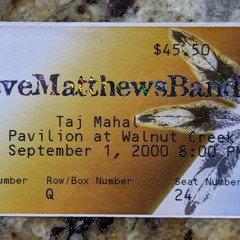 $45.50
veMatthewsBand
Taj Mahal
Pavilion at Walnut Creek
September 1, 2000 8:00 PM
umber Row/Box Number Seat Number
Q 24